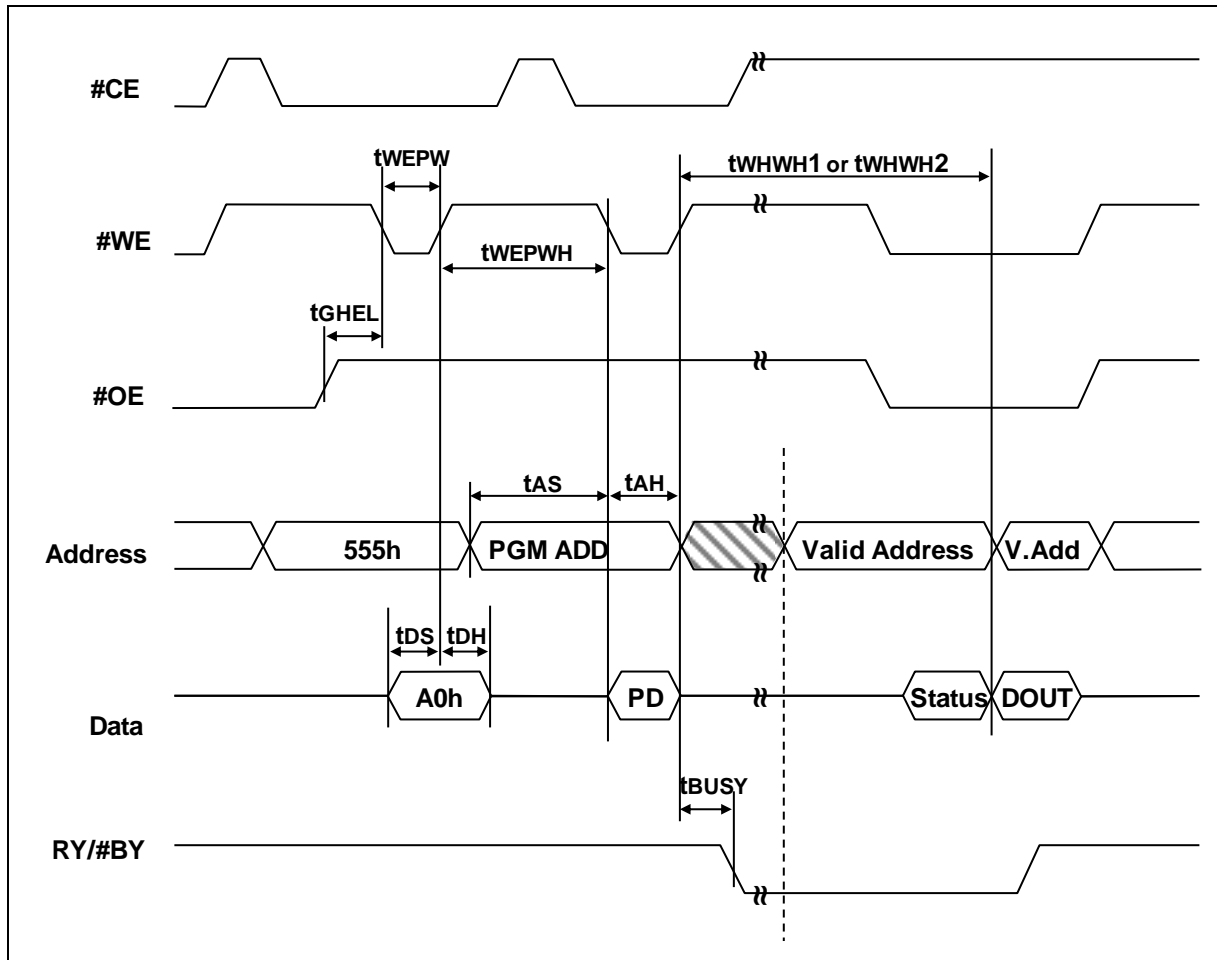 #CE
tWEPW
tWHWH1 or tWHWH2
#WE
tWEPWH
tGHEL
#OE
tAS
tAH
Address
555h
PGM ADD
Valid Address
V.Add
tDS
tDH
A0h
PD
Status
DOUT
Data
tBUSY
RY/#BY